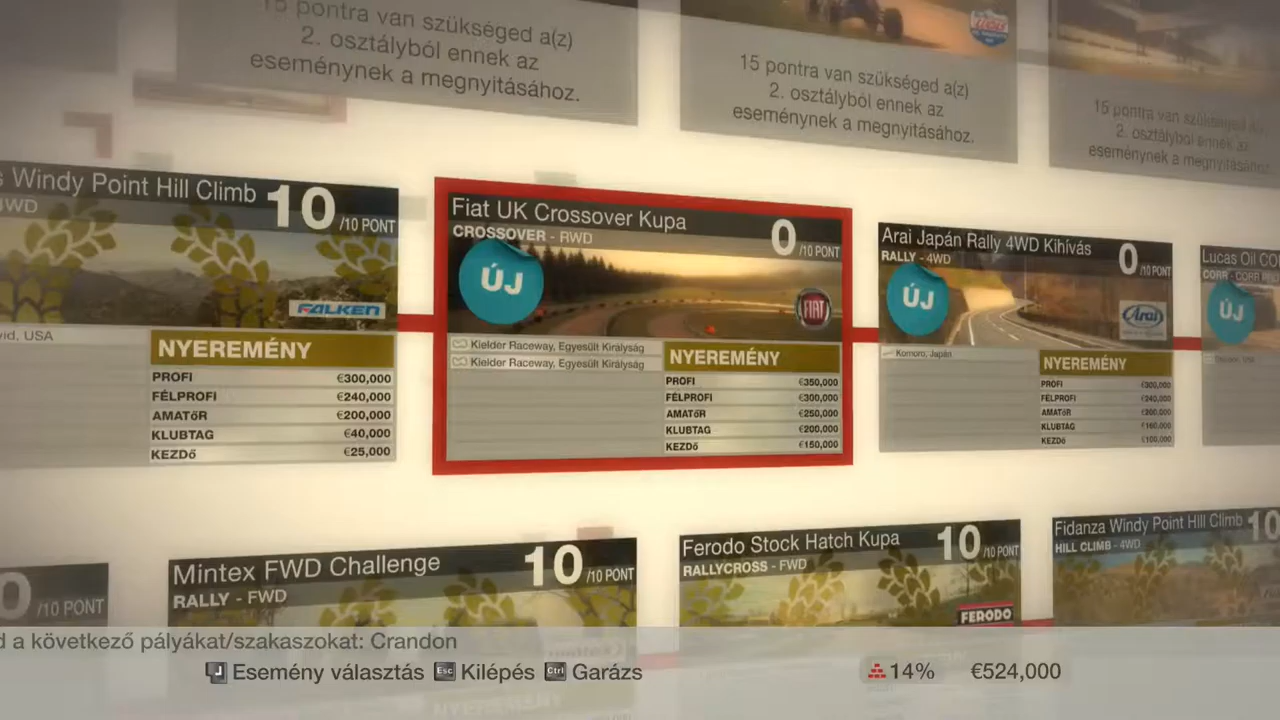 15 pontra van szükséged a(z)
2. osztályból ennek az
eseménynek a megnyitásához.
15 pontra van szükséged a(z)
2. osztályból ennek az
eseménynek a megnyitásához.
15 pontra van szükséged a(z)
2. osztályból ennek az
eseménynek a megnyitásához.
Windy Point Hill Climb
10 /10 PONT
FALKEN
USA
NYEREMÉNY
PROFI €300,000
FÉLPROFI €240,000
AMATőR €200,000
KLUBTAG €40,000
KEZDő €25,000
Fiat UK Crossover Kupa
CROSSOVER - RWD
0 /10 PONT
ÚJ
FIAT
Kielder Raceway, Egyesült Királyság
Kielder Raceway, Egyesült Királyság
NYEREMÉNY
PROFI €350,000
FÉLPROFI €300,000
AMATőR €250,000
KLUBTAG €200,000
KEZDő €150,000
Arai Japán Rally 4WD Kihívás
RALLY - 4WD
0 /10 PONT
ÚJ
Arai
Komoro, Japán
NYEREMÉNY
PROFI €300,000
FÉLPROFI €240,000
AMATőR €200,000
KLUBTAG €160,000
KEZDő €100,000
Lucas Oil
ÚJ
/10 PONT
Mintex FWD Challenge
RALLY - FWD
10 /10 PONT
Ferodo Stock Hatch Kupa
RALLYCROSS - FWD
10 /10 PONT
FERODO
Fidanza Windy Point Hill Climb
HILL CLIMB - 4WD
10
a következő pályákat/szakaszokat: Crandon
Esemény választás Esc Kilépés Ctrl Garázs
14% €524,000